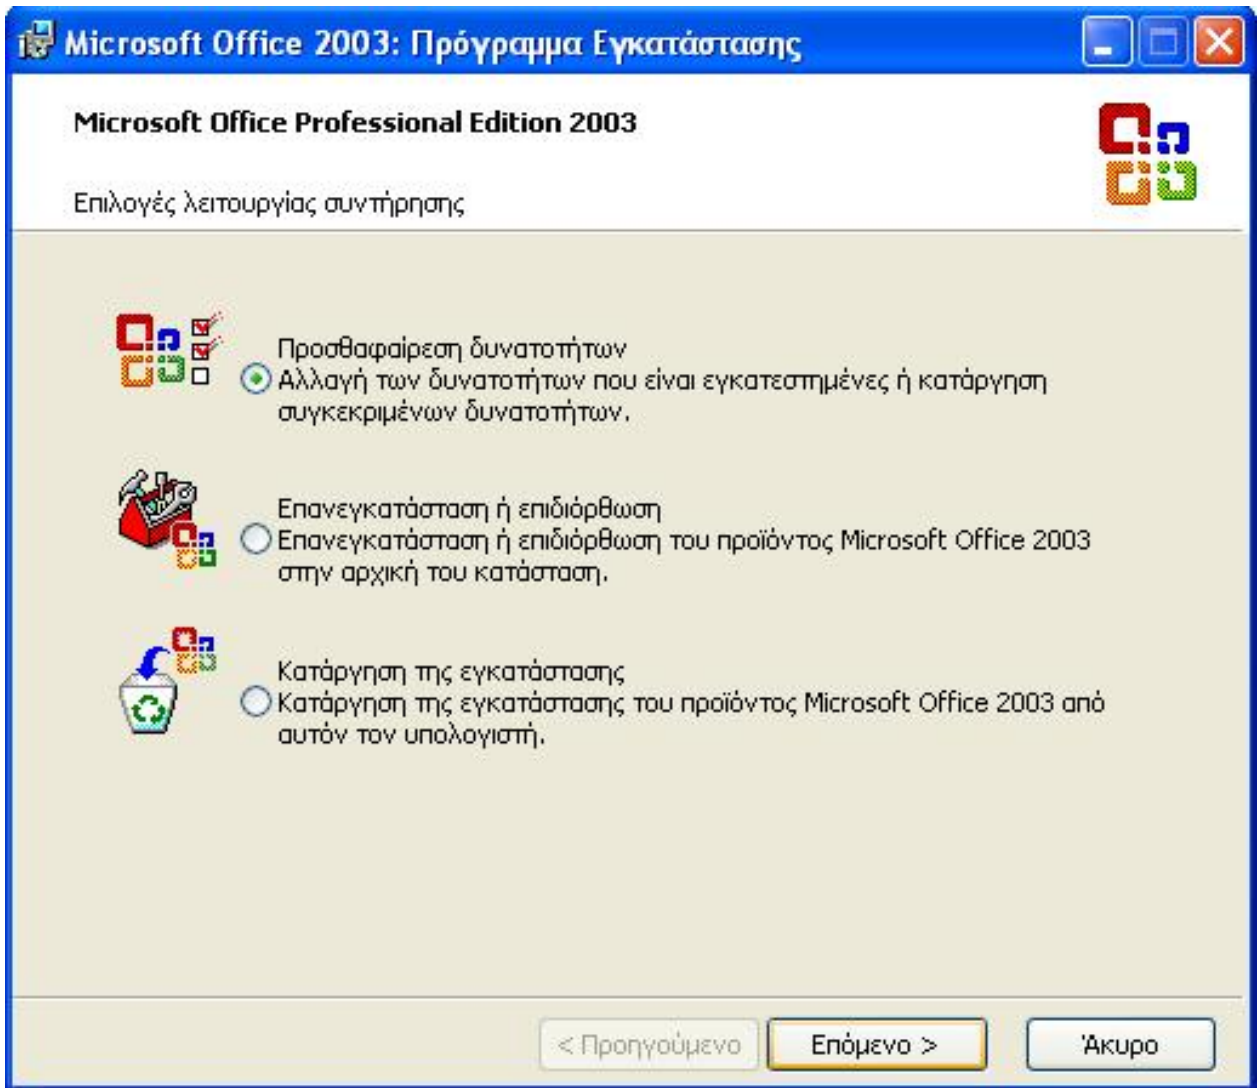 Microsoft Office 2003: Πρόγραμμα Εγκατάστασης
Microsoft Office Professional Edition 2003
Επιλογές λειτουργίας συντήρησης
Προσθαφαίρεση δυνατοτήτων
Αλλαγή των δυνατοτήτων που είναι εγκατεστημένες ή κατάργηση
συγκεκριμένων δυνατοτήτων.
Επανεγκατάσταση ή επιδιόρθωση
Επανεγκατάσταση ή επιδιόρθωση του προϊόντος Microsoft Office 2003
στην αρχική του κατάσταση.
Κατάργηση της εγκατάστασης
Κατάργηση της εγκατάστασης του προϊόντος Microsoft Office 2003 από
αυτόν τον υπολογιστή.
< Προηγούμενο
Επόμενο >
Άκυρο